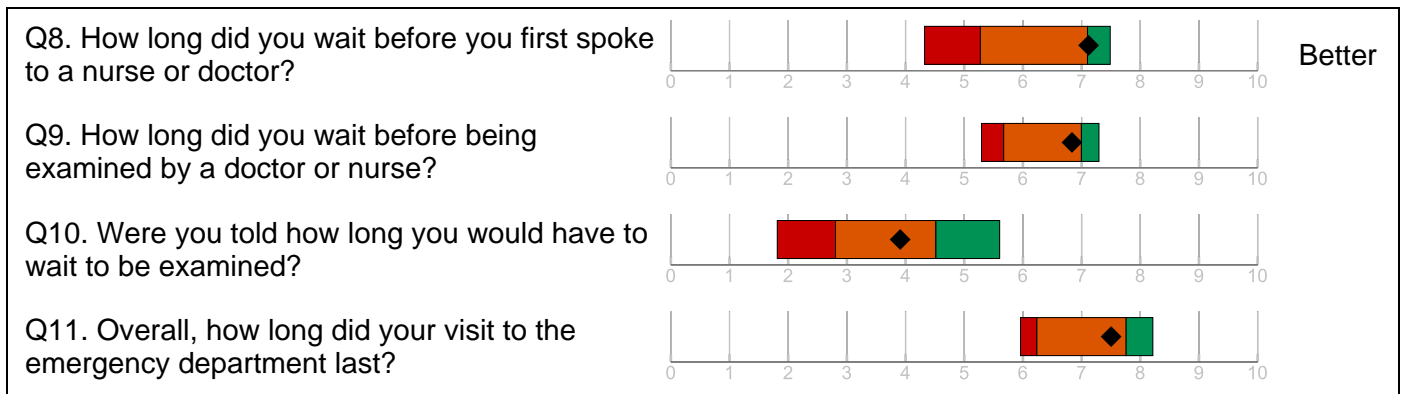 Q8. How long did you wait before you first spoke
to a nurse or doctor?
0 1 2 3 4 5 6 7 8 9 10
Better
Q9. How long did you wait before being
examined by a doctor or nurse?
0 1 2 3 4 5 6 7 8 9 10
Q10. Were you told how long you would have to
wait to be examined?
0 1 2 3 4 5 6 7 8 9 10
Q11. Overall, how long did your visit to the
emergency department last?
0 1 2 3 4 5 6 7 8 9 10